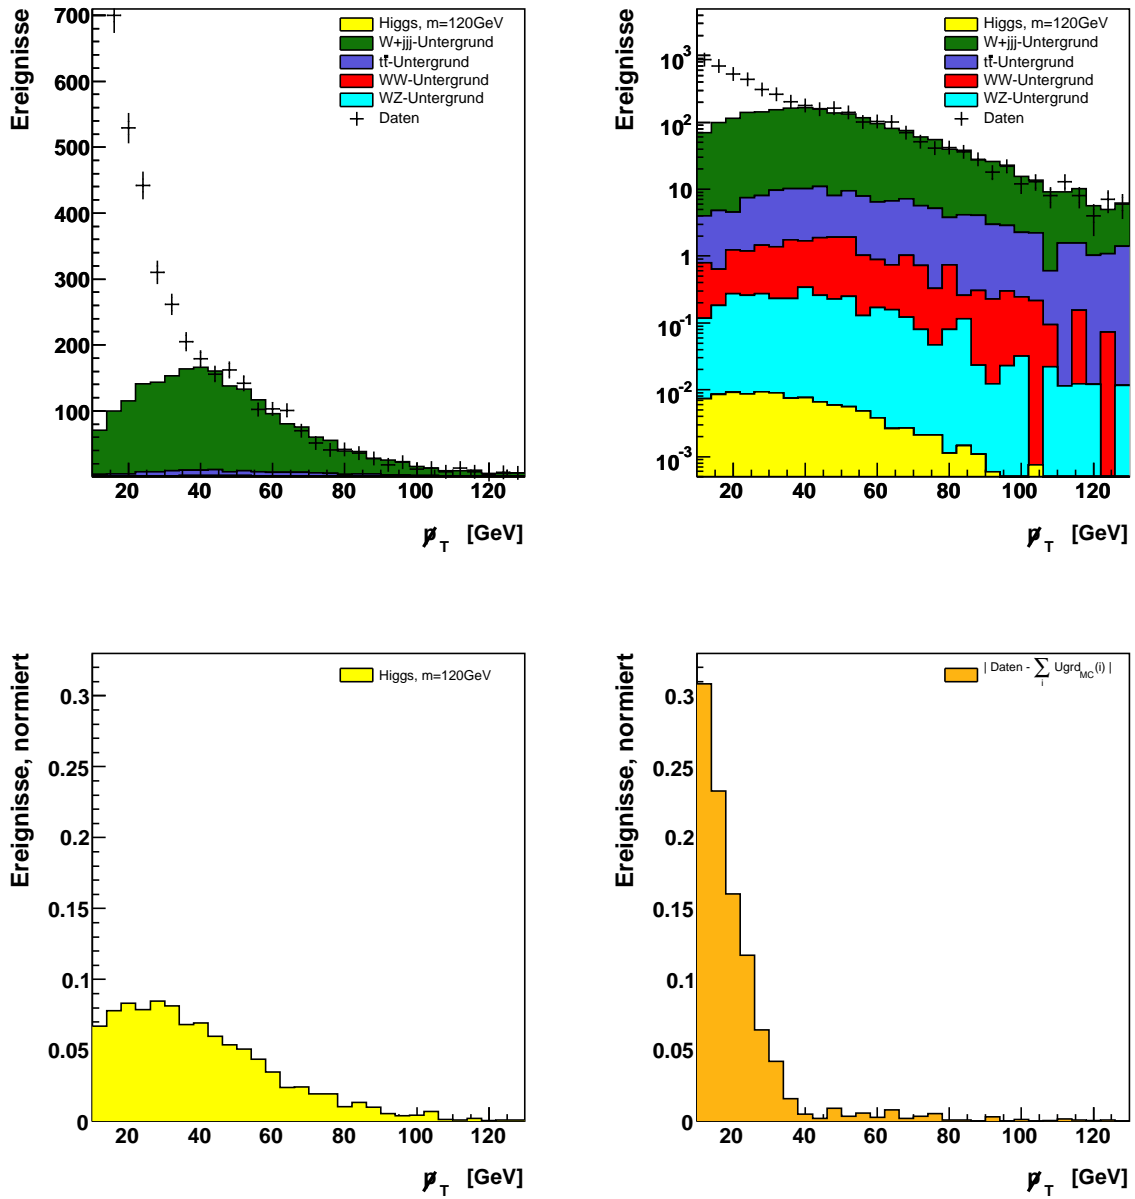 Ereignisse
700
600
500
400
300
200
100
20 40 60 80 100 120
p̸_T [GeV]
Higgs, m=120GeV
W+jjj-Untergrund
tt̄-Untergrund
WW-Untergrund
WZ-Untergrund
Daten
Ereignisse
10³
10²
10
1
10⁻¹
10⁻²
10⁻³
20 40 60 80 100 120
p̸_T [GeV]
Higgs, m=120GeV
W+jjj-Untergrund
tt̄-Untergrund
WW-Untergrund
WZ-Untergrund
Daten
Ereignisse, normiert
0.3
0.25
0.2
0.15
0.1
0.05
0
20 40 60 80 100 120
p̸_T [GeV]
Higgs, m=120GeV
Ereignisse, normiert
0.3
0.25
0.2
0.15
0.1
0.05
0
20 40 60 80 100 120
p̸_T [GeV]
| Daten - ∑_i Ugrd_MC(i) |